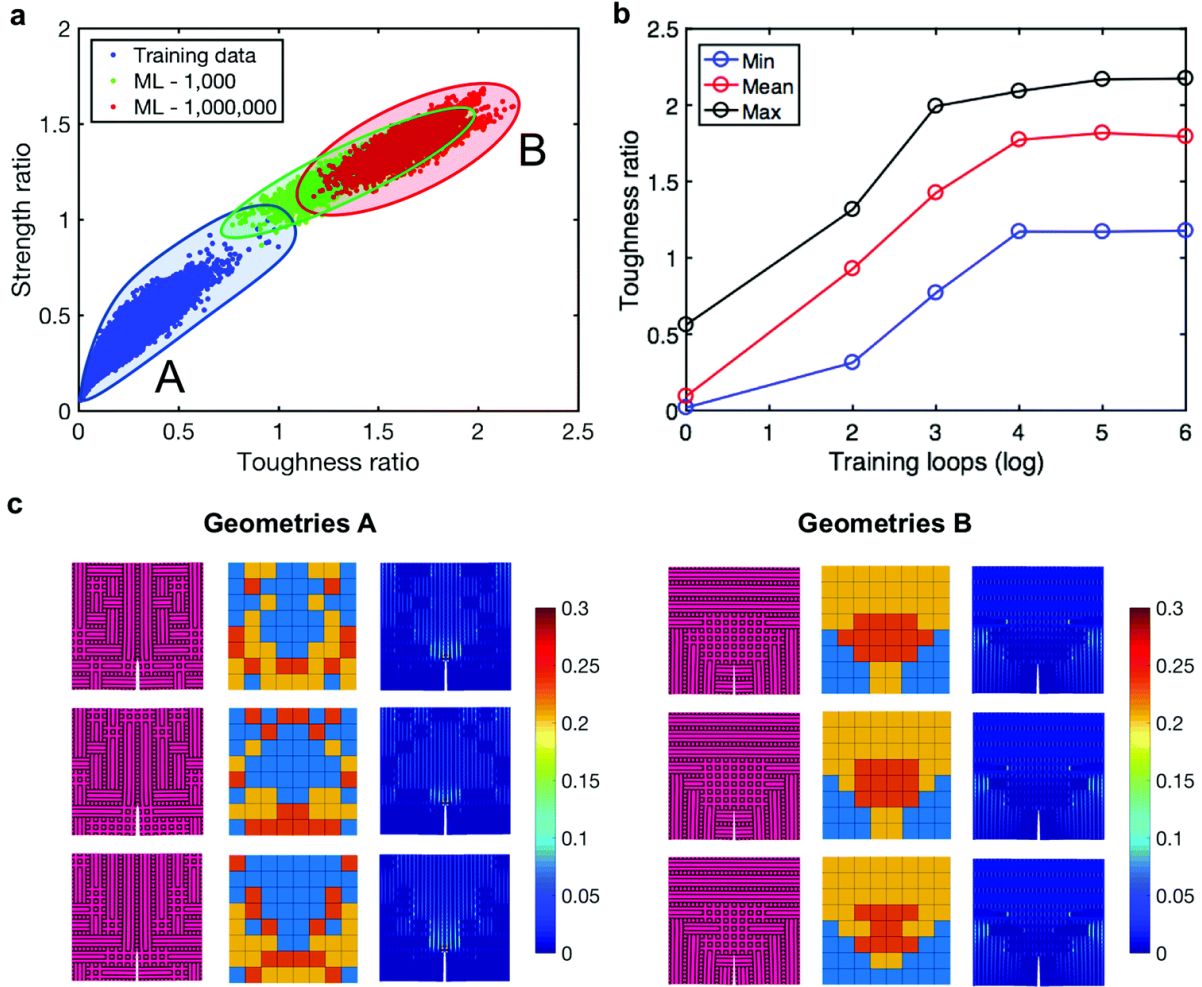 a
2
1.5
1
0.5
0
Strength ratio
Training data
ML - 1,000
ML - 1,000,000
A
B
0 0.5 1 1.5 2 2.5
Toughness ratio
b
2.5
2
1.5
1
0.5
0
Toughness ratio
Min
Mean
Max
0 1 2 3 4 5 6
Training loops (log)
c
Geometries A
0.3
0.25
0.2
0.15
0.1
0.05
0
Geometries B
0.3
0.25
0.2
0.15
0.1
0.05
0